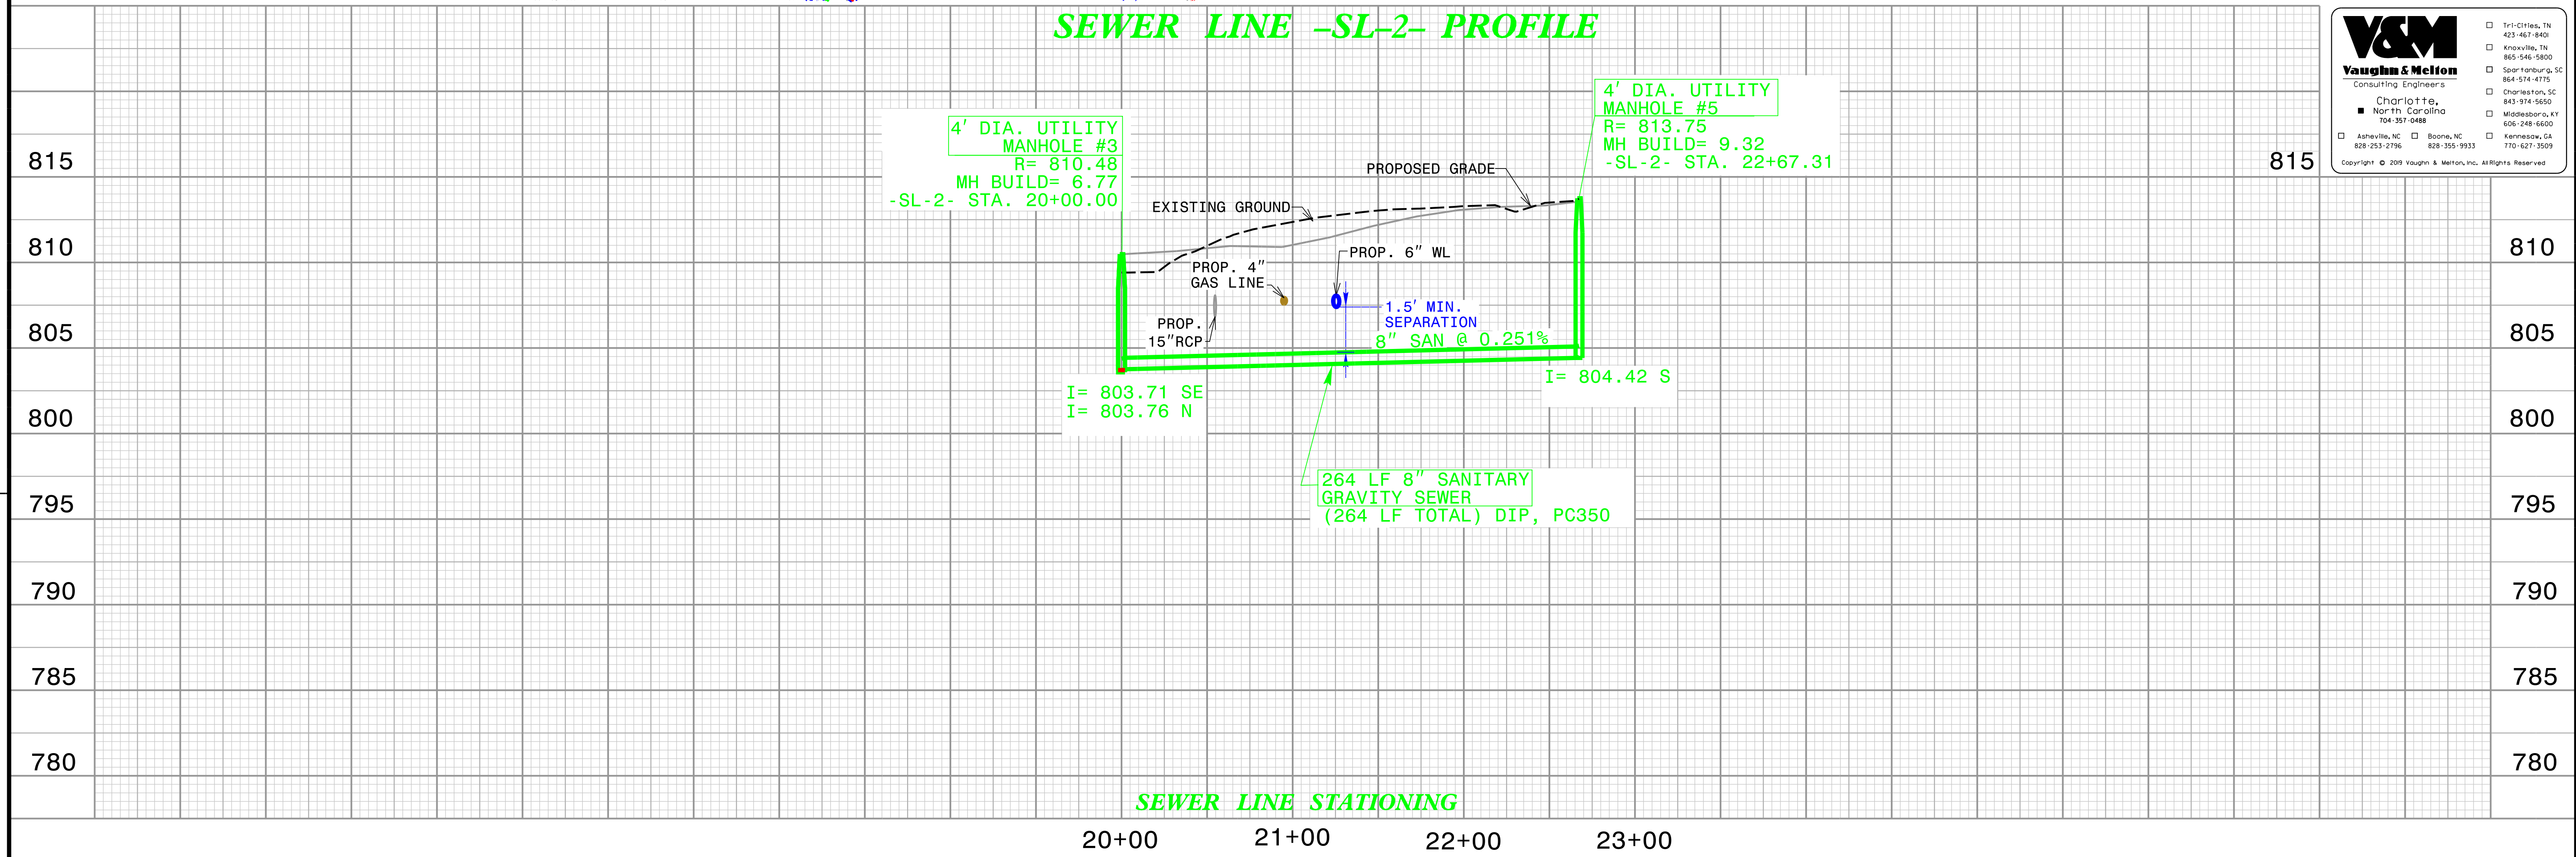 SEWER LINE –SL–2– PROFILE
4' DIA. UTILITY
MANHOLE #3
R= 810.48
MH BUILD= 6.77
-SL-2- STA. 20+00.00
4' DIA. UTILITY
MANHOLE #5
R= 813.75
MH BUILD= 9.32
-SL-2- STA. 22+67.31
PROPOSED GRADE
EXISTING GROUND
PROP. 4"
GAS LINE
PROP. 6" WL
PROP.
15"RCP
1.5' MIN.
SEPARATION
8" SAN @ 0.251%
I= 803.71 SE
I= 803.76 N
I= 804.42 S
264 LF 8" SANITARY
GRAVITY SEWER
(264 LF TOTAL) DIP, PC350
815
810
805
800
795
790
785
780
815
810
805
800
795
790
785
780
SEWER LINE STATIONING
20+00
21+00
22+00
23+00
V&M
Vaughn & Melton
Consulting Engineers
Charlotte,
North Carolina
704-357-0488
Tri-Cities, TN
423-467-8401
Knoxville, TN
865-546-5800
Spartanburg, SC
864-574-4775
Charleston, SC
843-974-5650
Middlesboro, KY
606-248-6600
Asheville, NC
828-253-2796
Boone, NC
828-355-9933
Kennesaw, GA
770-627-3509
Copyright © 2019 Vaughn & Melton, Inc. All Rights Reserved